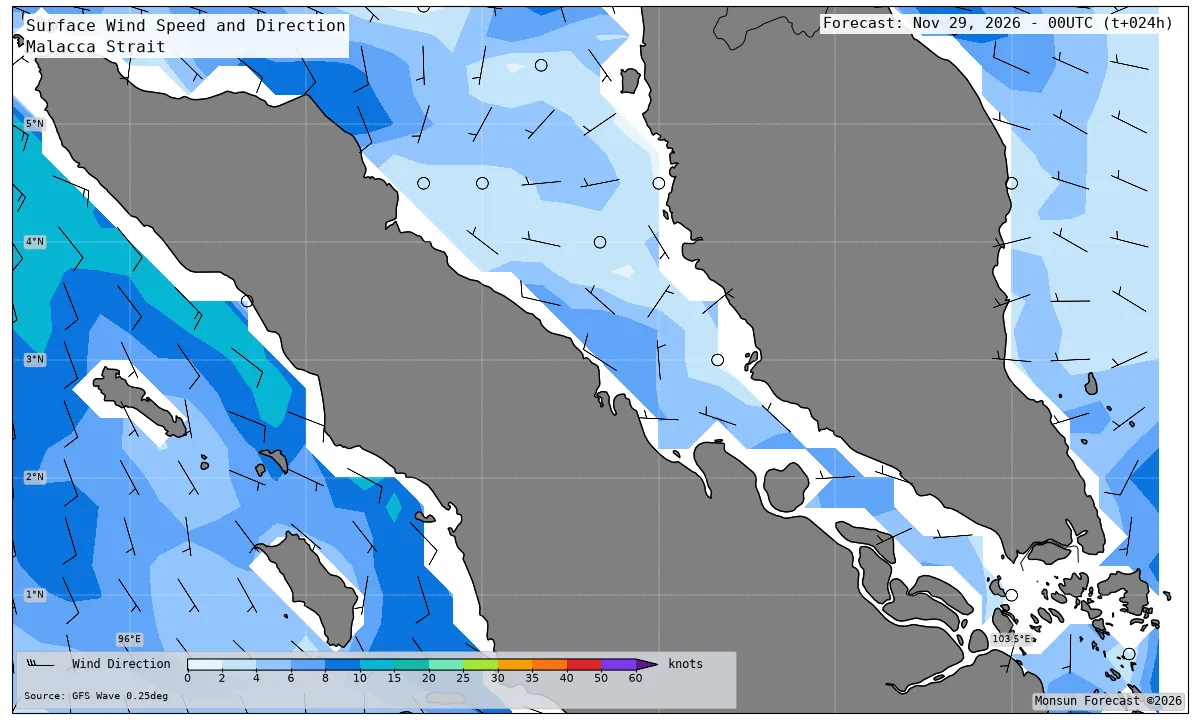 Surface Wind Speed and Direction
Malacca Strait
Forecast: Nov 29, 2026 - 00UTC (t+024h)
5°N
4°N
3°N
2°N
1°N
96°E
103.5°E
Wind Direction
0 2 4 6 8 10 15 20 25 30 35 40 50 60
knots
Source: GFS Wave 0.25deg
Monsun Forecast ©2026